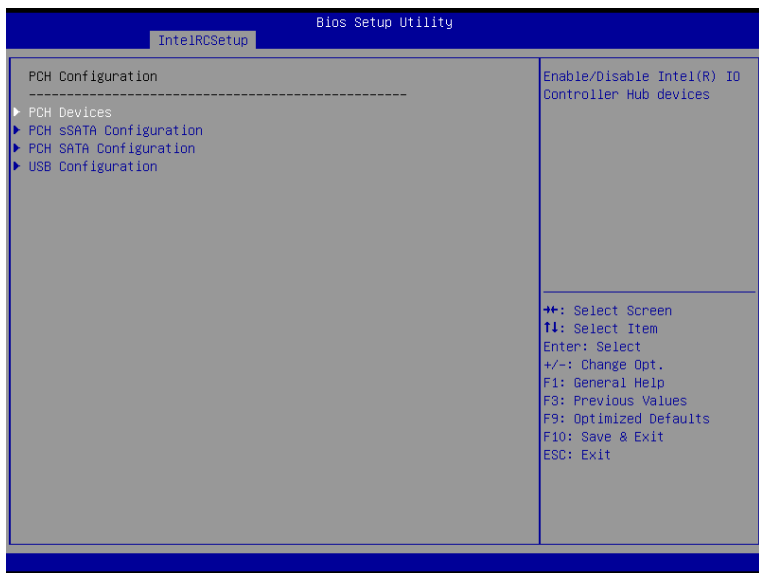 Bios Setup Utility
IntelRCSetup
PCH Configuration
--------------------------------------------------
PCH Devices
PCH sSATA Configuration
PCH SATA Configuration
USB Configuration
Enable/Disable Intel(R) IO
Controller Hub devices
→←: Select Screen
↑↓: Select Item
Enter: Select
+/-: Change Opt.
F1: General Help
F3: Previous Values
F9: Optimized Defaults
F10: Save & Exit
ESC: Exit